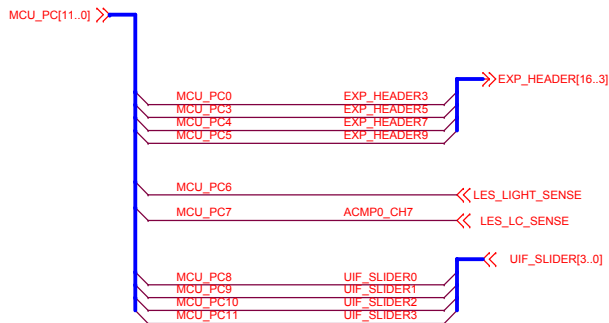 MCU_PC[11..0]
EXP_HEADER[16..3]
MCU_PC0 EXP_HEADER3
MCU_PC3 EXP_HEADER5
MCU_PC4 EXP_HEADER7
MCU_PC5 EXP_HEADER9
MCU_PC6 LES_LIGHT_SENSE
MCU_PC7 ACMP0_CH7 LES_LC_SENSE
UIF_SLIDER[3..0]
MCU_PC8 UIF_SLIDER0
MCU_PC9 UIF_SLIDER1
MCU_PC10 UIF_SLIDER2
MCU_PC11 UIF_SLIDER3